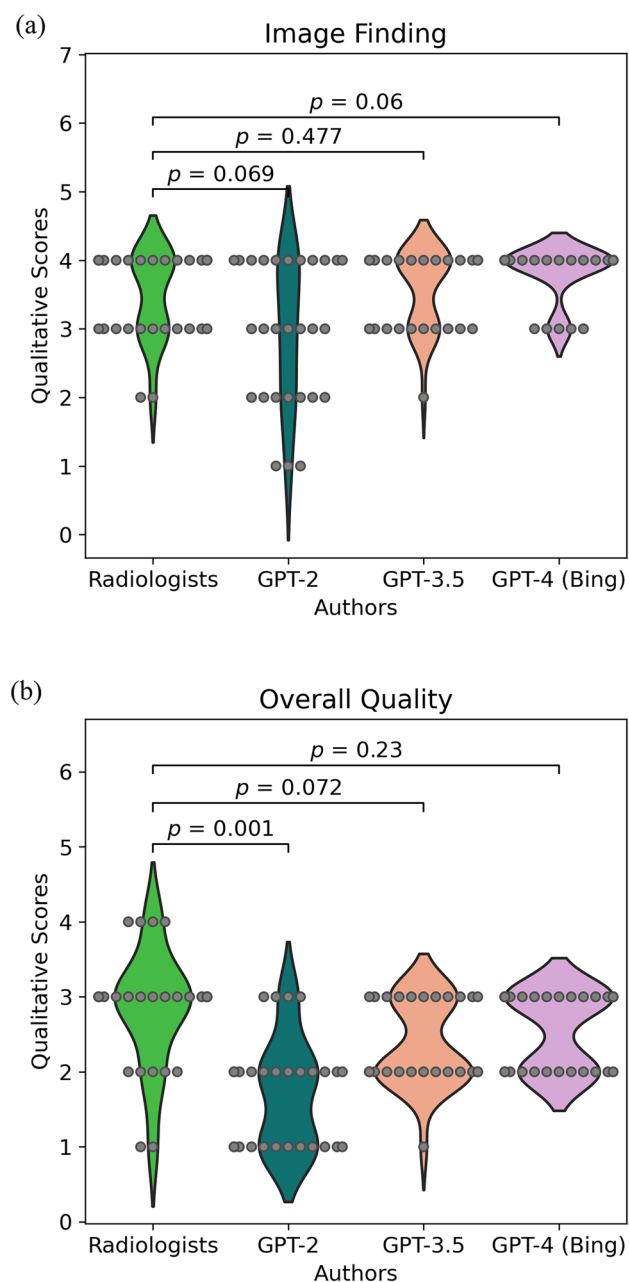 (a)
Image Finding
7
6
5
4
3
2
1
0
Qualitative Scores
p = 0.06
p = 0.477
p = 0.069
Radiologists GPT-2 GPT-3.5 GPT-4 (Bing)
Authors
(b)
Overall Quality
6
5
4
3
2
1
0
Qualitative Scores
p = 0.23
p = 0.072
p = 0.001
Radiologists GPT-2 GPT-3.5 GPT-4 (Bing)
Authors